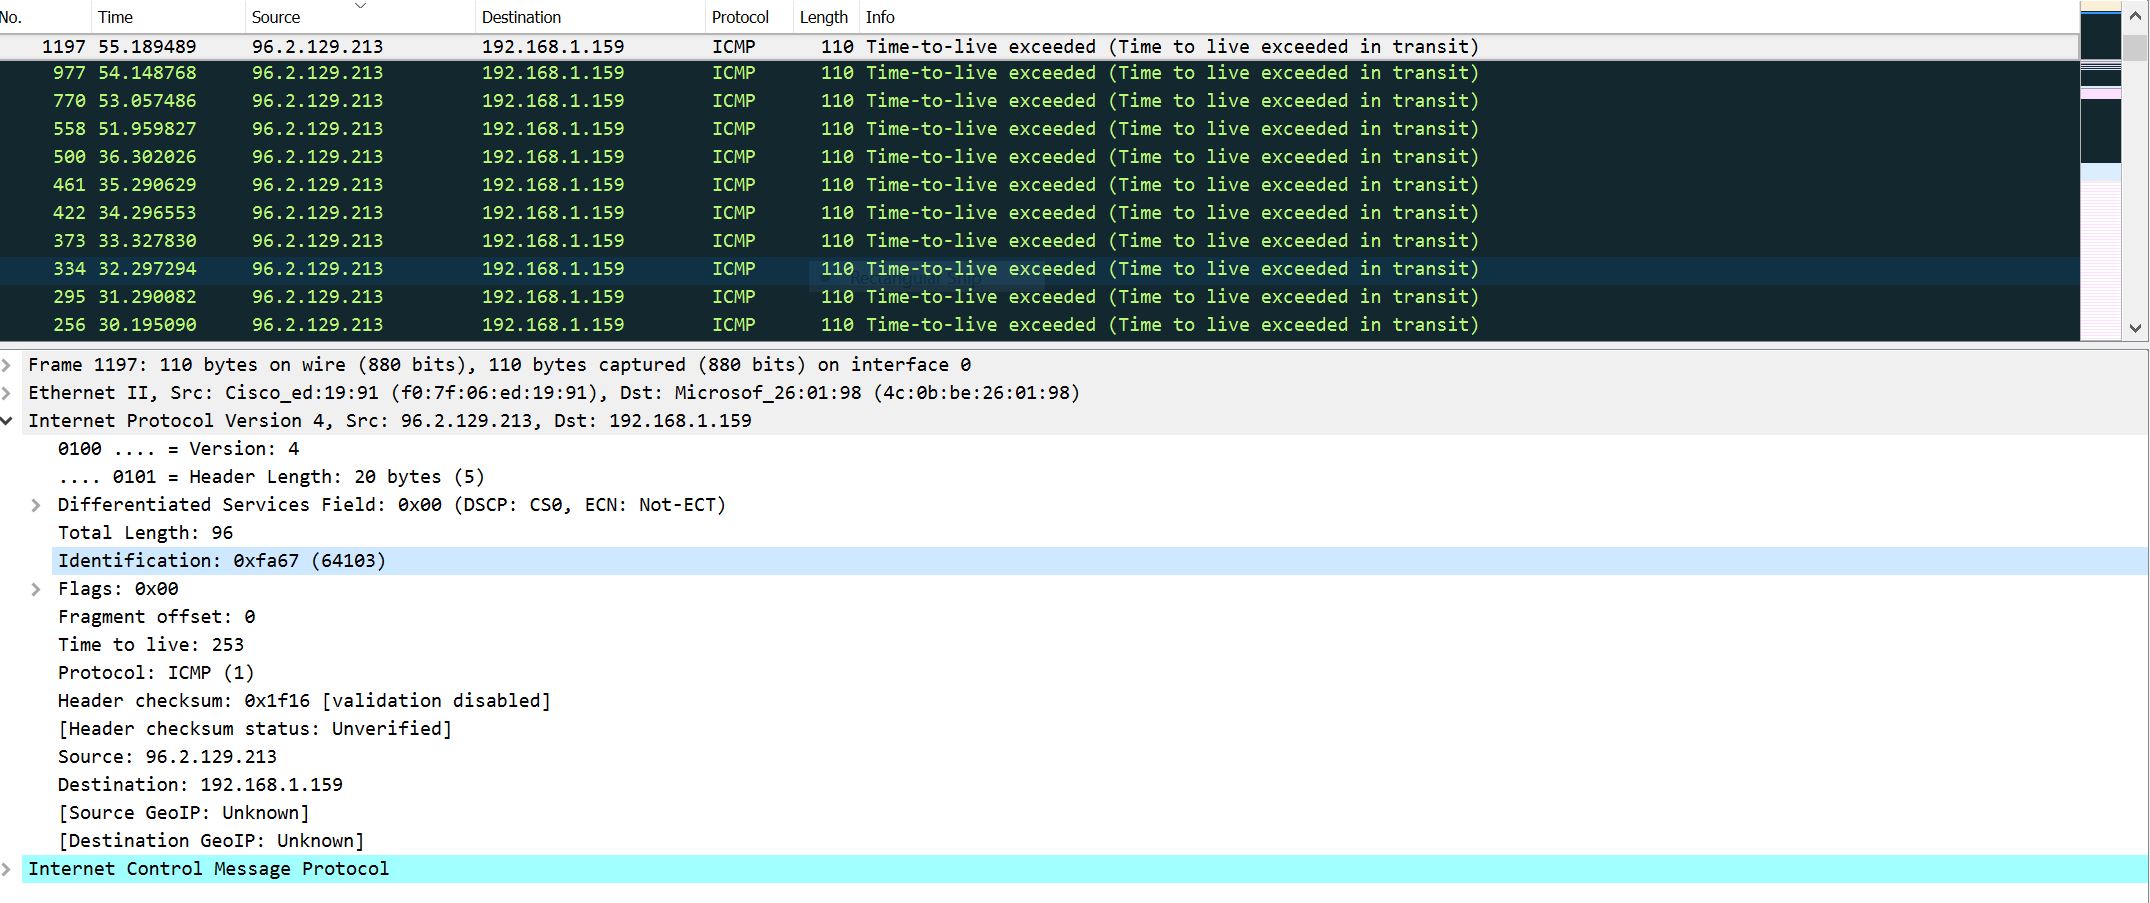 No. Time Source Destination Protocol Length Info
1197 55.189489 96.2.129.213 192.168.1.159 ICMP 110 Time-to-live exceeded (Time to live exceeded in transit)
977 54.148768 96.2.129.213 192.168.1.159 ICMP 110 Time-to-live exceeded (Time to live exceeded in transit)
770 53.057486 96.2.129.213 192.168.1.159 ICMP 110 Time-to-live exceeded (Time to live exceeded in transit)
558 51.959827 96.2.129.213 192.168.1.159 ICMP 110 Time-to-live exceeded (Time to live exceeded in transit)
500 36.302026 96.2.129.213 192.168.1.159 ICMP 110 Time-to-live exceeded (Time to live exceeded in transit)
461 35.290629 96.2.129.213 192.168.1.159 ICMP 110 Time-to-live exceeded (Time to live exceeded in transit)
422 34.296553 96.2.129.213 192.168.1.159 ICMP 110 Time-to-live exceeded (Time to live exceeded in transit)
373 33.327830 96.2.129.213 192.168.1.159 ICMP 110 Time-to-live exceeded (Time to live exceeded in transit)
334 32.297294 96.2.129.213 192.168.1.159 ICMP 110 Time-to-live exceeded (Time to live exceeded in transit)
Rectangular Snip
295 31.290082 96.2.129.213 192.168.1.159 ICMP 110 Time-to-live exceeded (Time to live exceeded in transit)
256 30.195090 96.2.129.213 192.168.1.159 ICMP 110 Time-to-live exceeded (Time to live exceeded in transit)
Frame 1197: 110 bytes on wire (880 bits), 110 bytes captured (880 bits) on interface 0
Ethernet II, Src: Cisco_ed:19:91 (f0:7f:06:ed:19:91), Dst: Microsof_26:01:98 (4c:0b:be:26:01:98)
Internet Protocol Version 4, Src: 96.2.129.213, Dst: 192.168.1.159
0100 .... = Version: 4
.... 0101 = Header Length: 20 bytes (5)
Differentiated Services Field: 0x00 (DSCP: CS0, ECN: Not-ECT)
Total Length: 96
Identification: 0xfa67 (64103)
Flags: 0x00
Fragment offset: 0
Time to live: 253
Protocol: ICMP (1)
Header checksum: 0x1f16 [validation disabled]
[Header checksum status: Unverified]
Source: 96.2.129.213
Destination: 192.168.1.159
[Source GeoIP: Unknown]
[Destination GeoIP: Unknown]
Internet Control Message Protocol